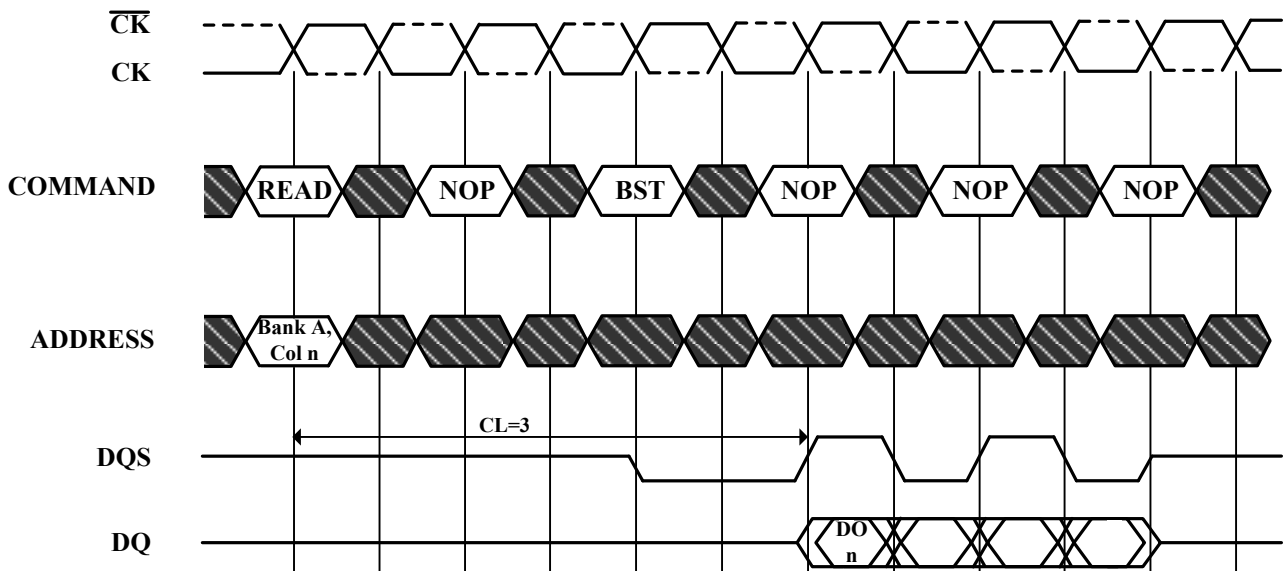 CK
CK
COMMAND
READ NOP BST NOP NOP NOP
ADDRESS
Bank A,
Col n
CL=3
DQS
DQ
DO
n